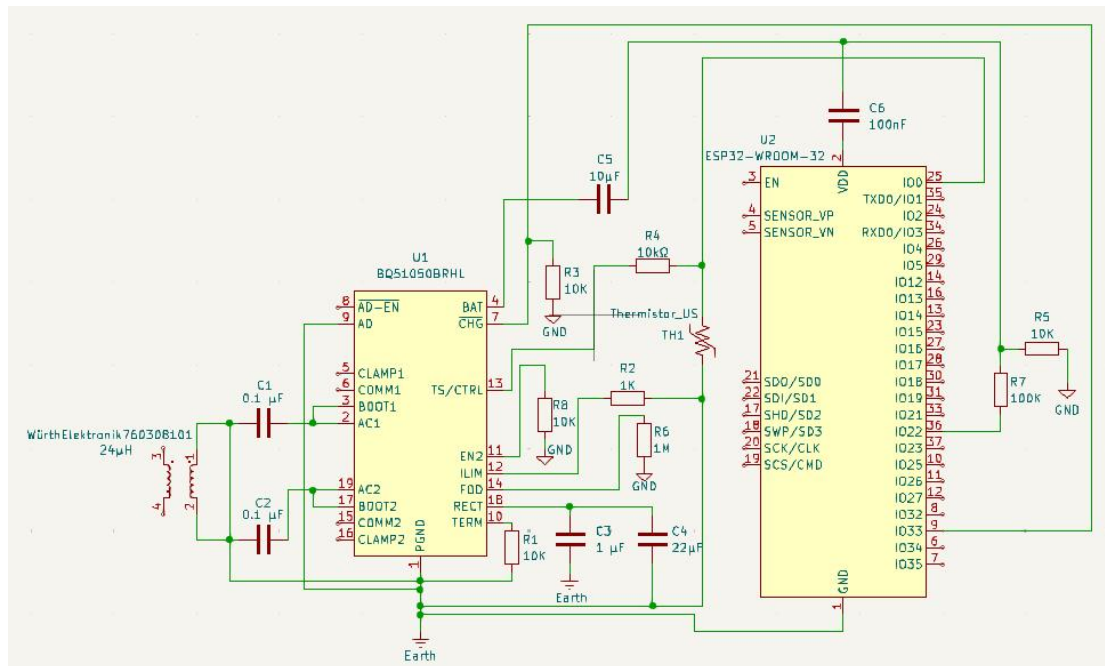 C6
100nF
U2
ESP32-WROOM-32
C5
10µF
2
VDD
3
EN
IO0
25
TXD0/IO1
35
IO2
24
RXD0/IO3
34
IO4
26
IO5
29
IO12
14
IO13
16
IO14
13
IO15
23
IO16
27
IO17
28
IO18
30
IO19
31
IO21
33
IO22
36
IO23
37
IO25
10
IO26
11
IO27
12
IO32
8
IO33
9
IO34
6
IO35
7
4
SENSOR_VP
5
SENSOR_VN
21
SDO/SD0
22
SDI/SD1
17
SHD/SD2
18
SWP/SD3
20
SCK/CLK
19
SCS/CMD
GND
1
R4
10kΩ
R3
10K
GND
Thermistor_US
TH1
R5
10K
GND
R7
100K
U1
BQ51050BRHL
8
AD-EN
BAT
4
9
AD
CHG
7
5
CLAMP1
6
COMM1
TS/CTRL
13
3
BOOT1
2
AC1
R2
1K
R8
10K
GND
R6
1M
GND
EN2
11
ILIM
12
19
AC2
FOD
14
17
BOOT2
RECT
18
15
COMM2
TERM
10
16
CLAMP2
PGND
1
C1
0.1 µF
WürthElektronik760308101
24µH
3
1
4
2
C2
0.1 µF
R1
10K
C3
1 µF
C4
22µF
Earth
Earth